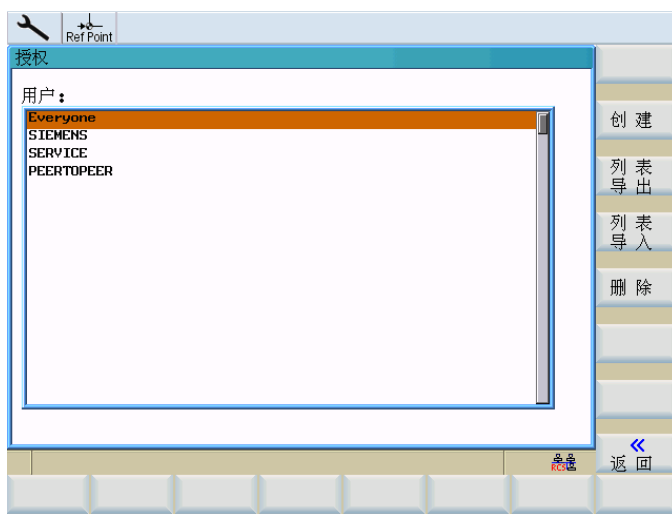 Ref Point
授权
用户：
Everyone
SIEMENS
SERVICE
PEERTOPEER
创建
列表
导出
列表
导入
删除
RCS
«
返回